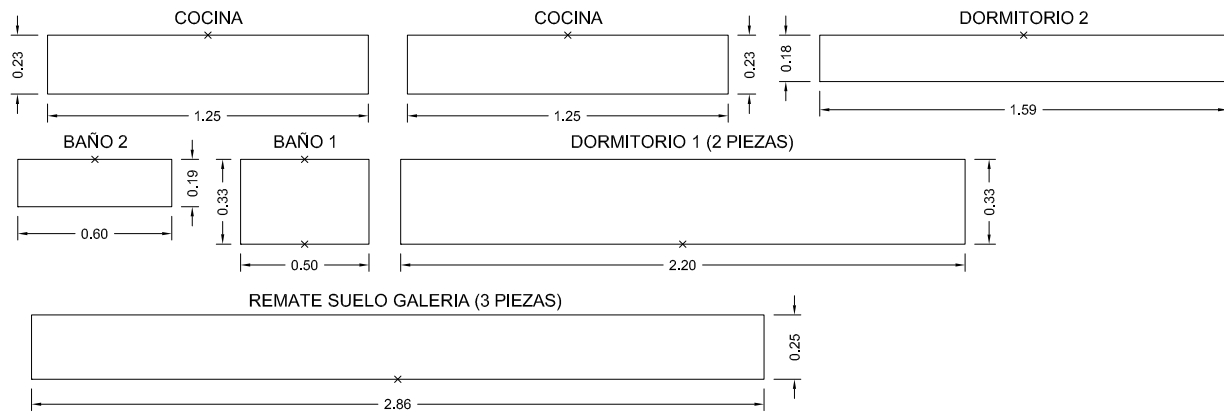 COCINA
COCINA
DORMITORIO 2
0.23
0.23
0.18
1.25
1.25
1.59
BAÑO 2
BAÑO 1
DORMITORIO 1 (2 PIEZAS)
0.19
0.33
0.33
0.60
0.50
2.20
REMATE SUELO GALERIA (3 PIEZAS)
0.25
2.86